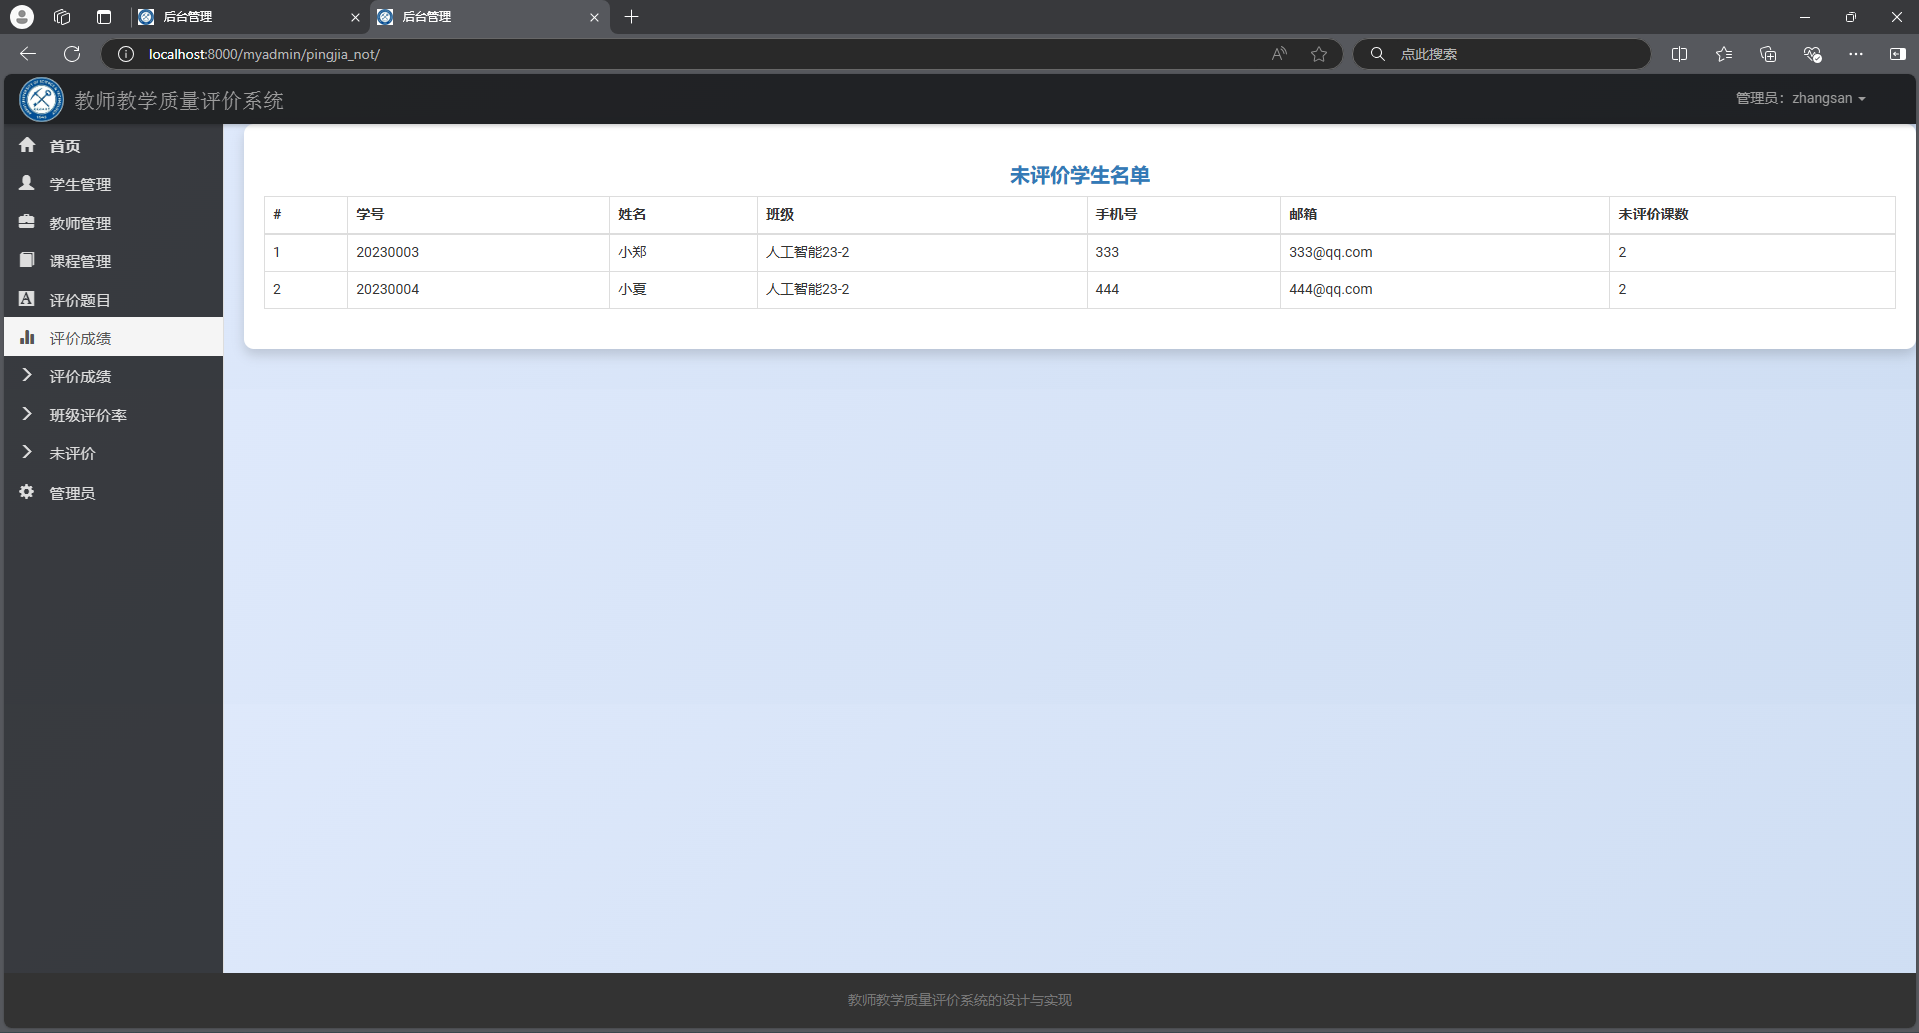 后台管理
后台管理
localhost:8000/myadmin/pingjia_not/
点此搜索
教师教学质量评价系统
管理员：zhangsan
首页
学生管理
教师管理
课程管理
评价题目
评价成绩
评价成绩
班级评价率
未评价
管理员
未评价学生名单
# 学号 姓名 班级 手机号 邮箱 未评价课数
1 20230003 小郑 人工智能23-2 333 333@qq.com 2
2 20230004 小夏 人工智能23-2 444 444@qq.com 2
教师教学质量评价系统的设计与实现